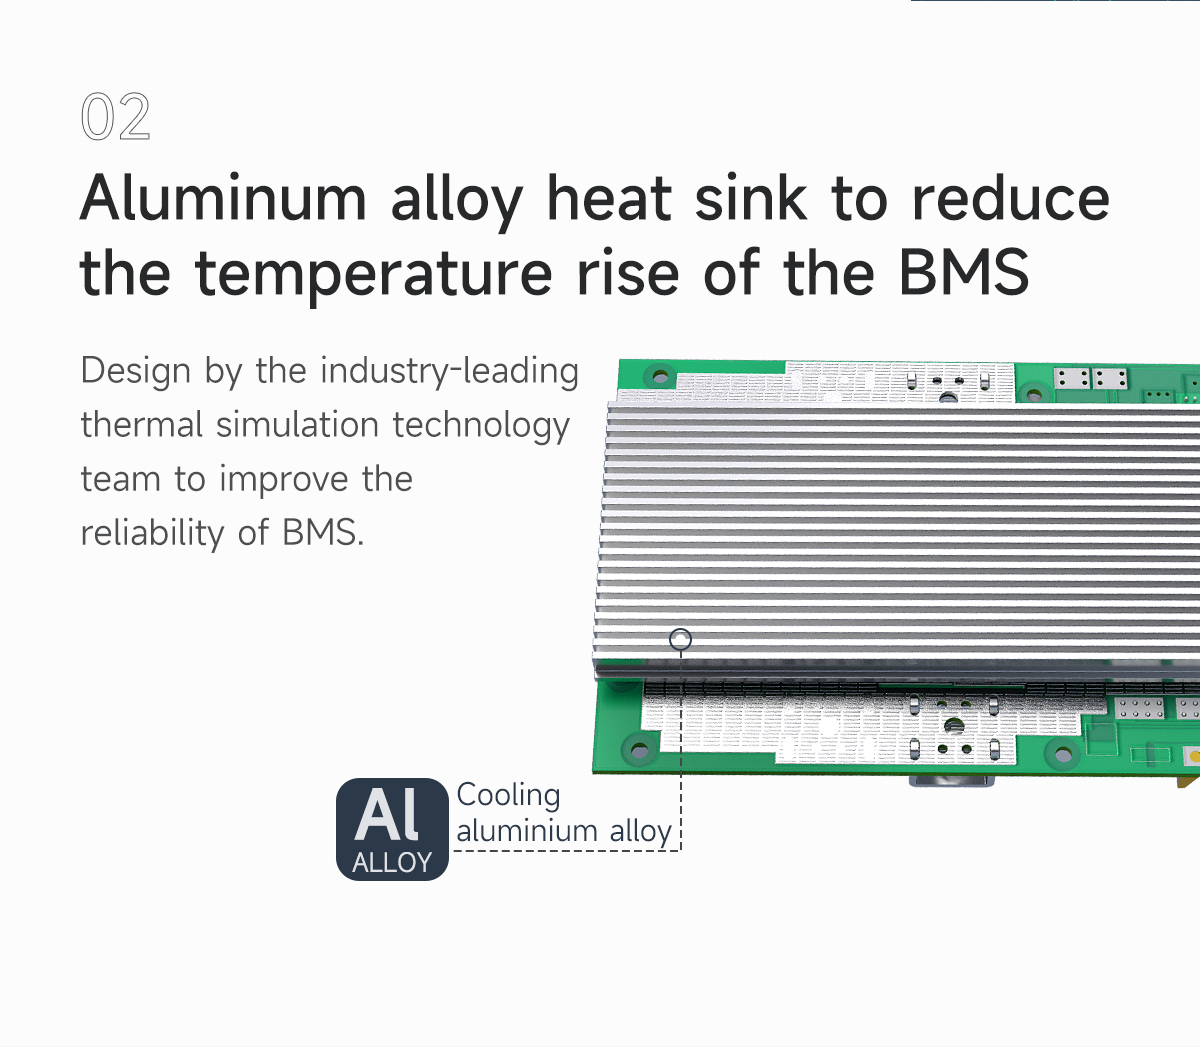 02
Aluminum alloy heat sink to reduce
the temperature rise of the BMS
Design by the industry-leading
thermal simulation technology
team to improve the
reliability of BMS.
Al
ALLOY
Cooling
aluminium alloy